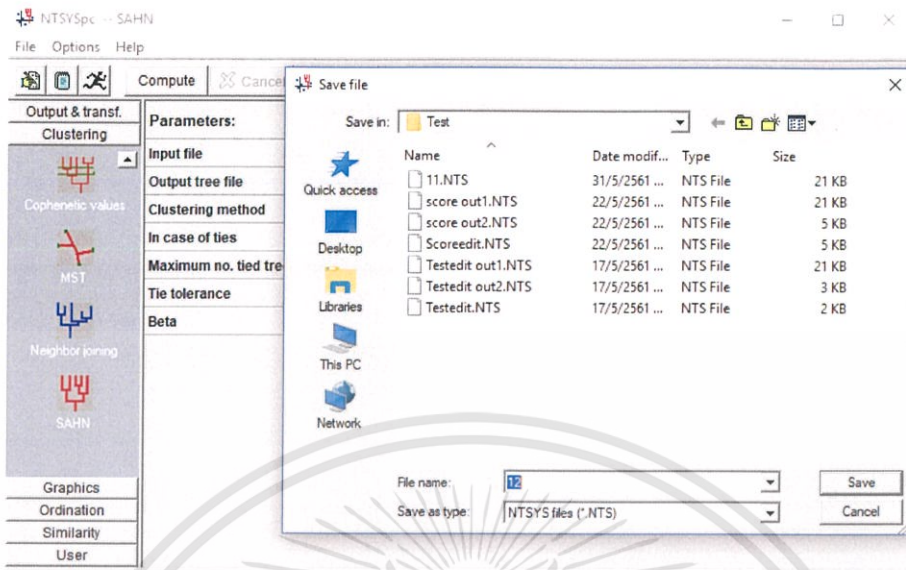 NTSYSpc -- SAHN
File Options Help
Compute Cancel
Output & transf.
Clustering
Cophenetic values
MST
Neighbor joining
SAHN
Graphics
Ordination
Similarity
User
Parameters:
Input file
Output tree file
Clustering method
In case of ties
Maximum no. tied tre
Tie tolerance
Beta
Save file
Save in: Test
Quick access
Desktop
Libraries
This PC
Network
Name Date modif... Type Size
11.NTS 31/5/2561 ... NTS File 21 KB
score out1.NTS 22/5/2561 ... NTS File 21 KB
score out2.NTS 22/5/2561 ... NTS File 5 KB
Scoreedit.NTS 22/5/2561 ... NTS File 5 KB
Testedit out1.NTS 17/5/2561 ... NTS File 21 KB
Testedit out2.NTS 17/5/2561 ... NTS File 3 KB
Testedit.NTS 17/5/2561 ... NTS File 2 KB
File name: 12 Save
Save as type: NTSYS files (*.NTS) Cancel